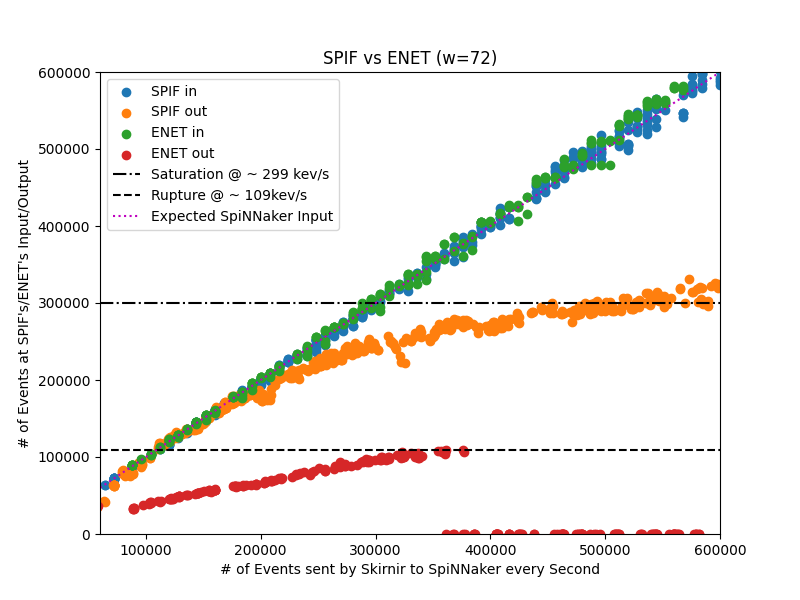 SPIF vs ENET (w=72)
SPIF in
SPIF out
ENET in
ENET out
Saturation @ ~ 299 kev/s
Rupture @ ~ 109kev/s
Expected SpiNNaker Input
# of Events at SPIF's/ENET's Input/Output
600000
500000
400000
300000
200000
100000
0
100000 200000 300000 400000 500000 600000
# of Events sent by Skirnir to SpiNNaker every Second